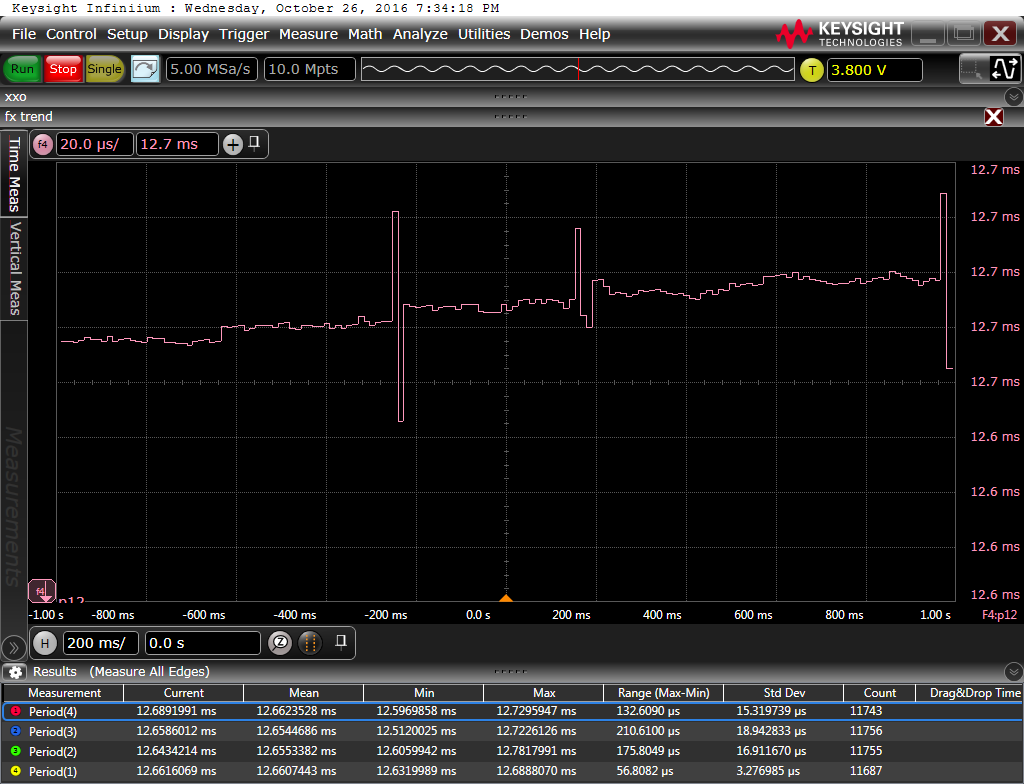 Keysight Infiniium : Wednesday, October 26, 2016 7:34:18 PM
File Control Setup Display Trigger Measure Math Analyze Utilities Demos Help
KEYSIGHT
TECHNOLOGIES
Run Stop Single 5.00 MSa/s 10.0 Mpts T 3.800 V
xxo
fx trend
f4 20.0 µs/ 12.7 ms
Time Meas
Vertical Meas
Measurements
12.7 ms
12.7 ms
12.7 ms
12.7 ms
12.7 ms
12.6 ms
12.6 ms
12.6 ms
12.6 ms
f4
p12
-1.00 s -800 ms -600 ms -400 ms -200 ms 0.0 s 200 ms 400 ms 600 ms 800 ms 1.00 s F4:p12
H 200 ms/ 0.0 s
Results (Measure All Edges)
Measurement Current Mean Min Max Range (Max-Min) Std Dev Count Drag&Drop Time
1 Period(4) 12.6891991 ms 12.6623528 ms 12.5969858 ms 12.7295947 ms 132.6090 µs 15.319739 µs 11743
2 Period(3) 12.6586012 ms 12.6544686 ms 12.5120025 ms 12.7226126 ms 210.6100 µs 18.942833 µs 11756
3 Period(2) 12.6434214 ms 12.6553382 ms 12.6059942 ms 12.7817991 ms 175.8049 µs 16.911670 µs 11755
4 Period(1) 12.6616069 ms 12.6607443 ms 12.6319989 ms 12.6888070 ms 56.8082 µs 3.276985 µs 11687